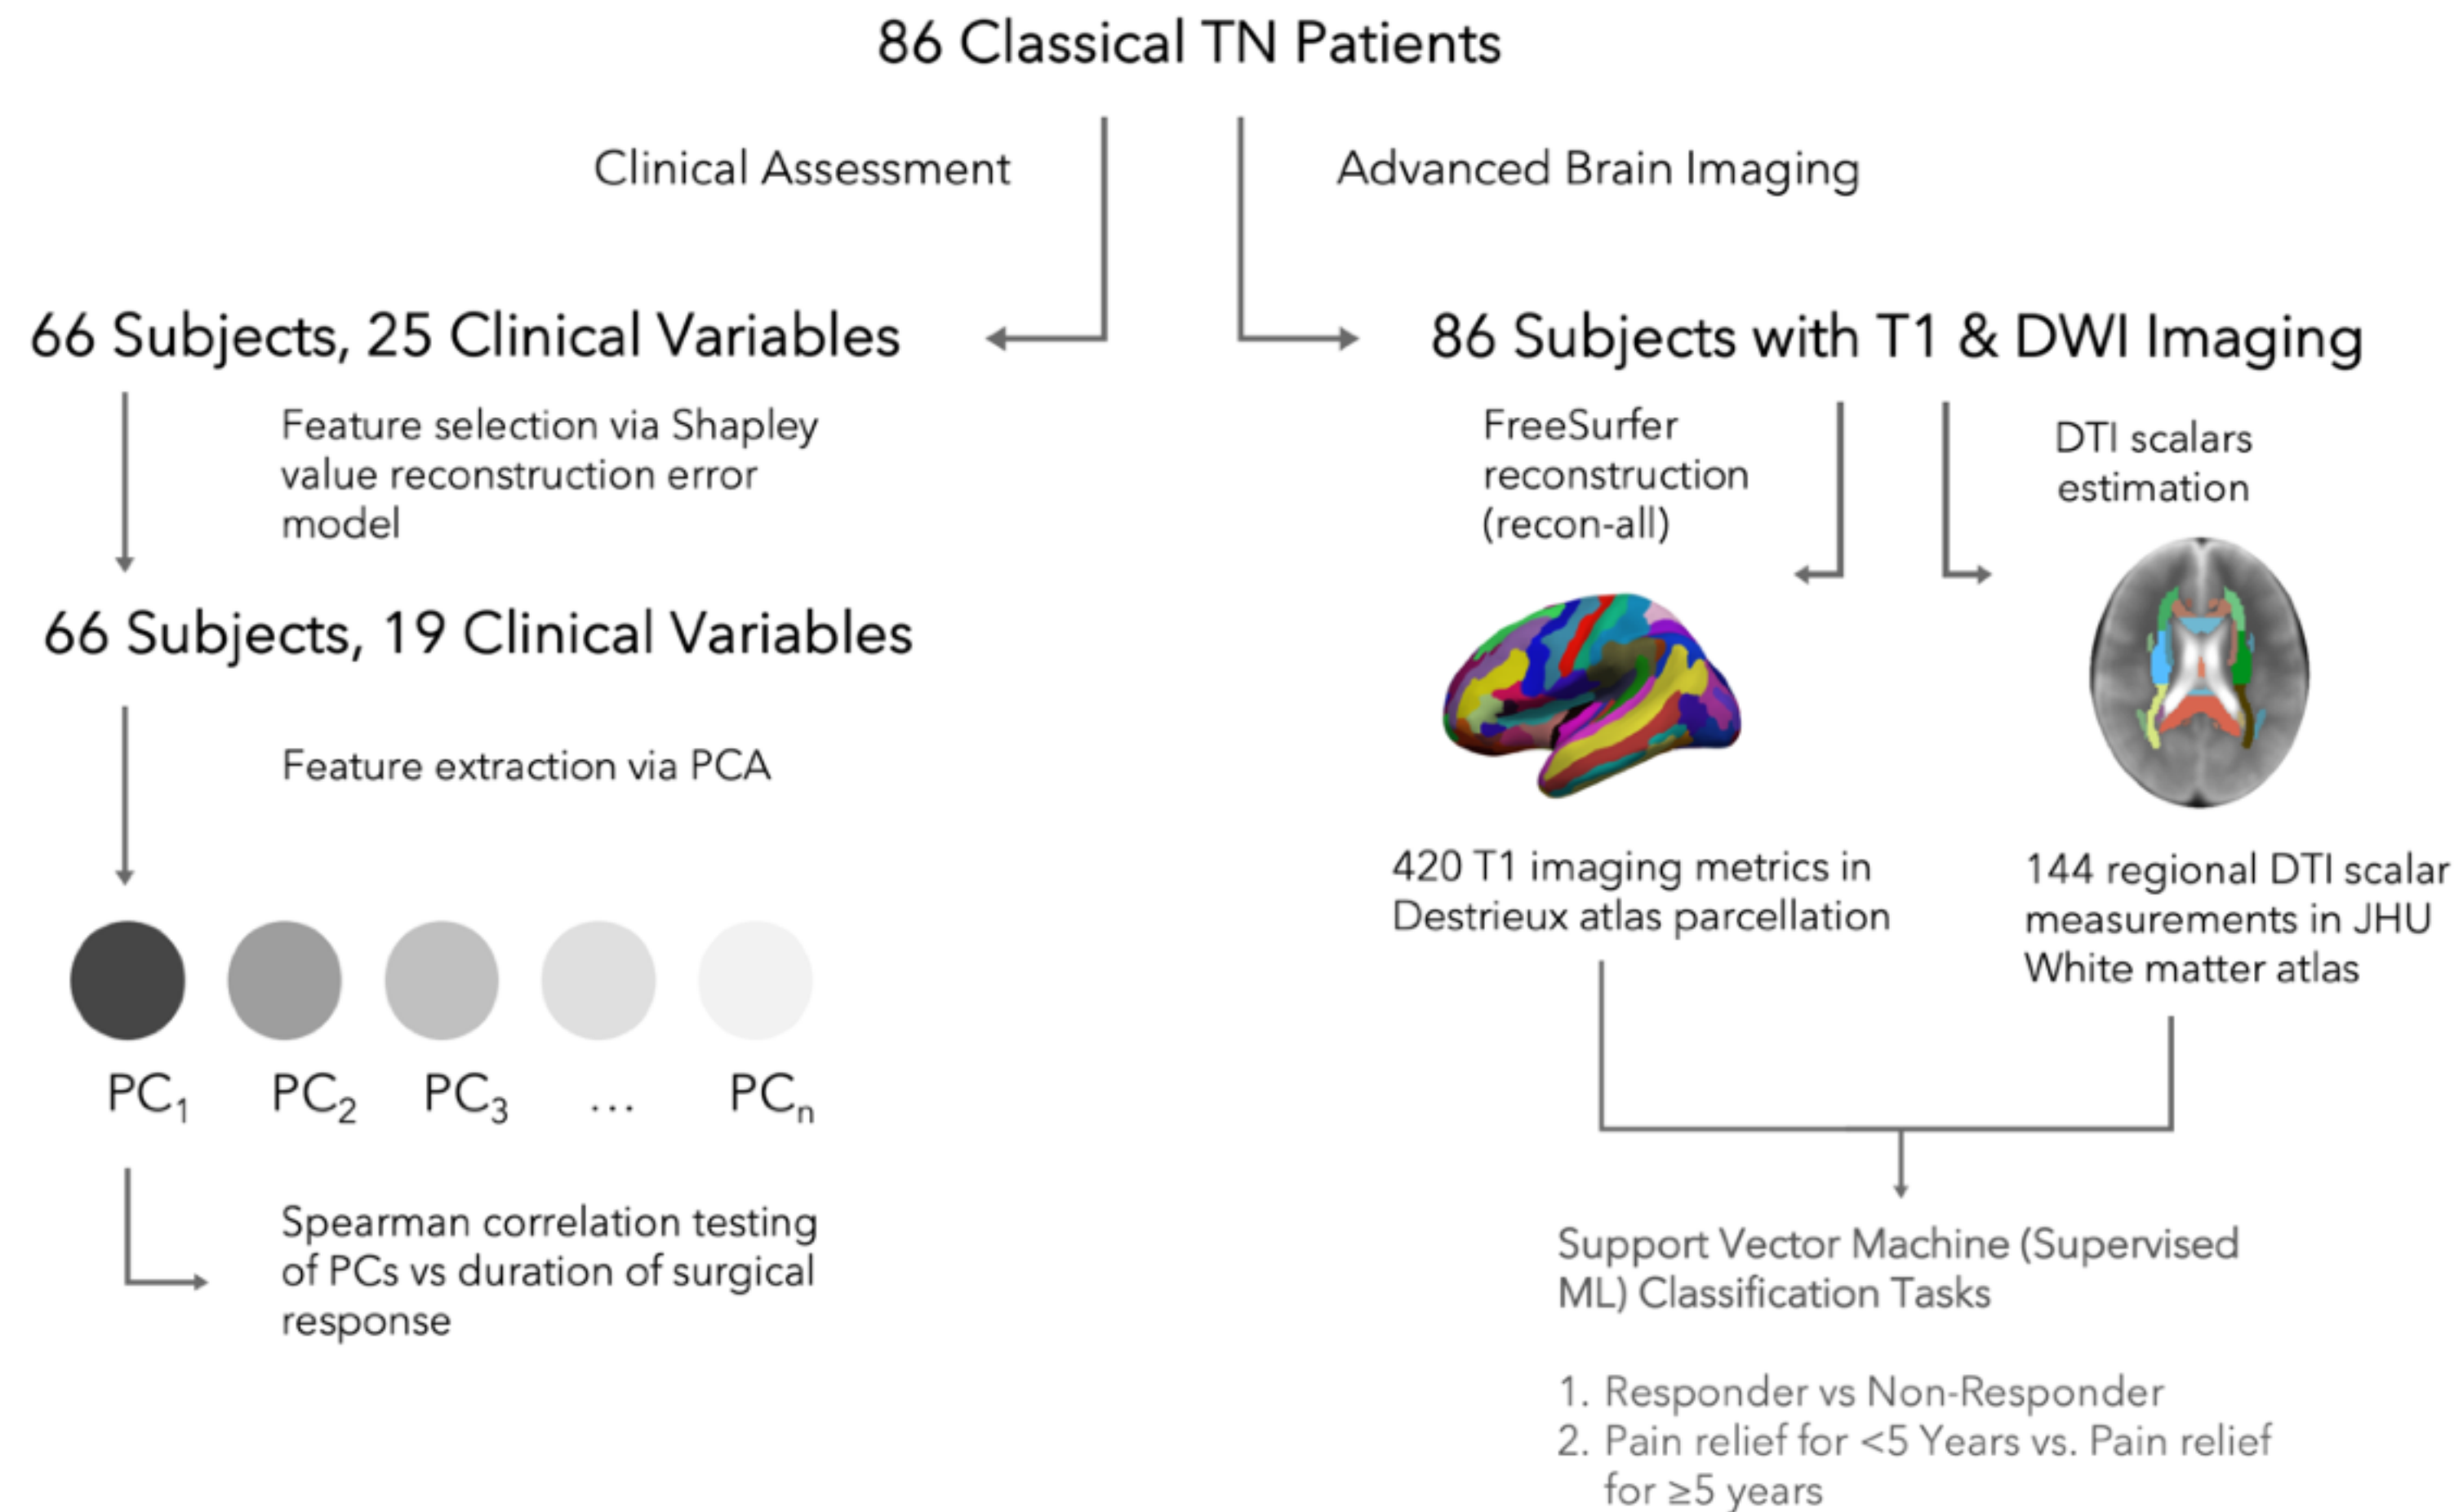 86 Classical TN Patients
Clinical Assessment
Advanced Brain Imaging
66 Subjects, 25 Clinical Variables
86 Subjects with T1 & DWI Imaging
Feature selection via Shapley
value reconstruction error
model
FreeSurfer
reconstruction
(recon-all)
DTI scalars
estimation
66 Subjects, 19 Clinical Variables
Feature extraction via PCA
420 T1 imaging metrics in
Destrieux atlas parcellation
144 regional DTI scalar
measurements in JHU
White matter atlas
PC1 PC2 PC3 ... PCn
Spearman correlation testing
of PCs vs duration of surgical
response
Support Vector Machine (Supervised
ML) Classification Tasks
1. Responder vs Non-Responder
2. Pain relief for <5 Years vs. Pain relief
for ≥5 years